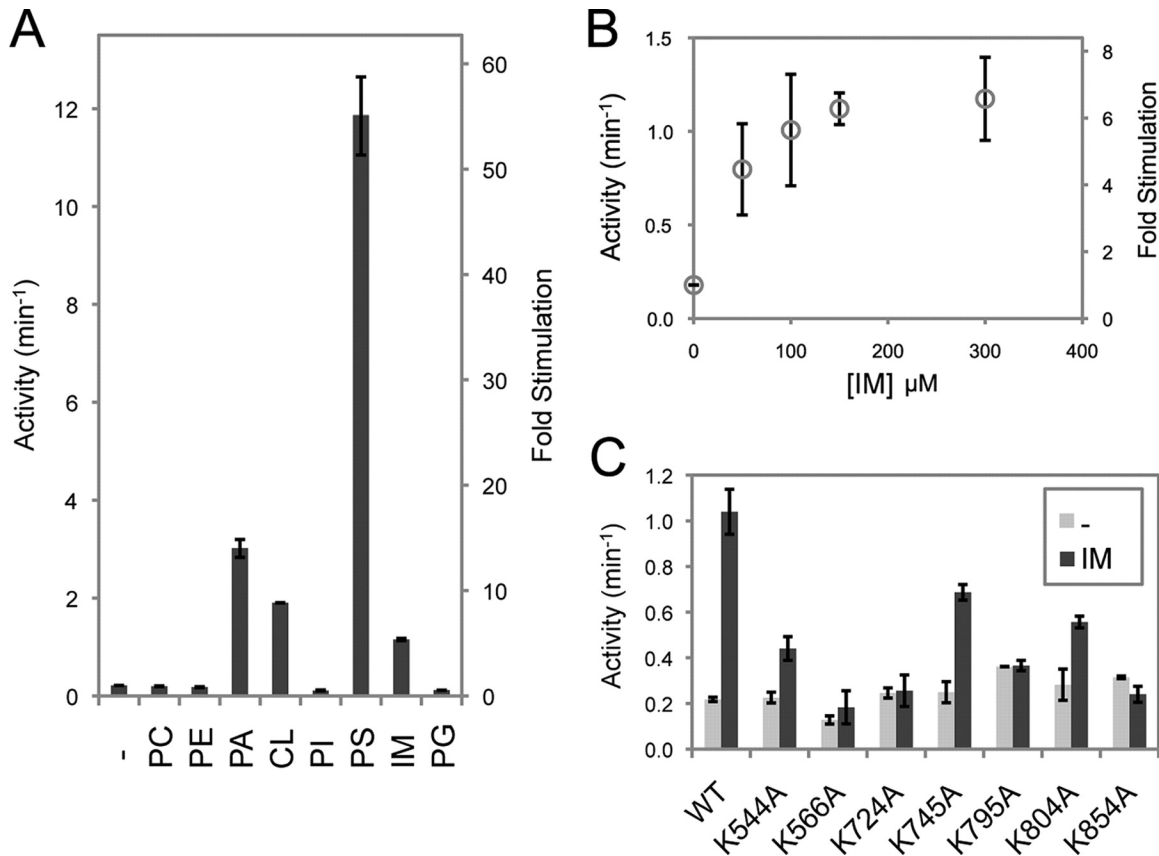 A
Activity (min-1)
12
10
8
6
4
2
0
60
50
40
30
20
10
0
Fold Stimulation
-
PC
PE
PA
CL
PI
PS
IM
PG
B
Activity (min-1)
1.5
1.0
0.5
0.0
8
6
4
2
0
Fold Stimulation
0
100
200
300
400
[IM] µM
C
Activity (min-1)
1.2
1.0
0.8
0.6
0.4
0.2
0.0
-
IM
WT
K544A
K566A
K724A
K745A
K795A
K804A
K854A